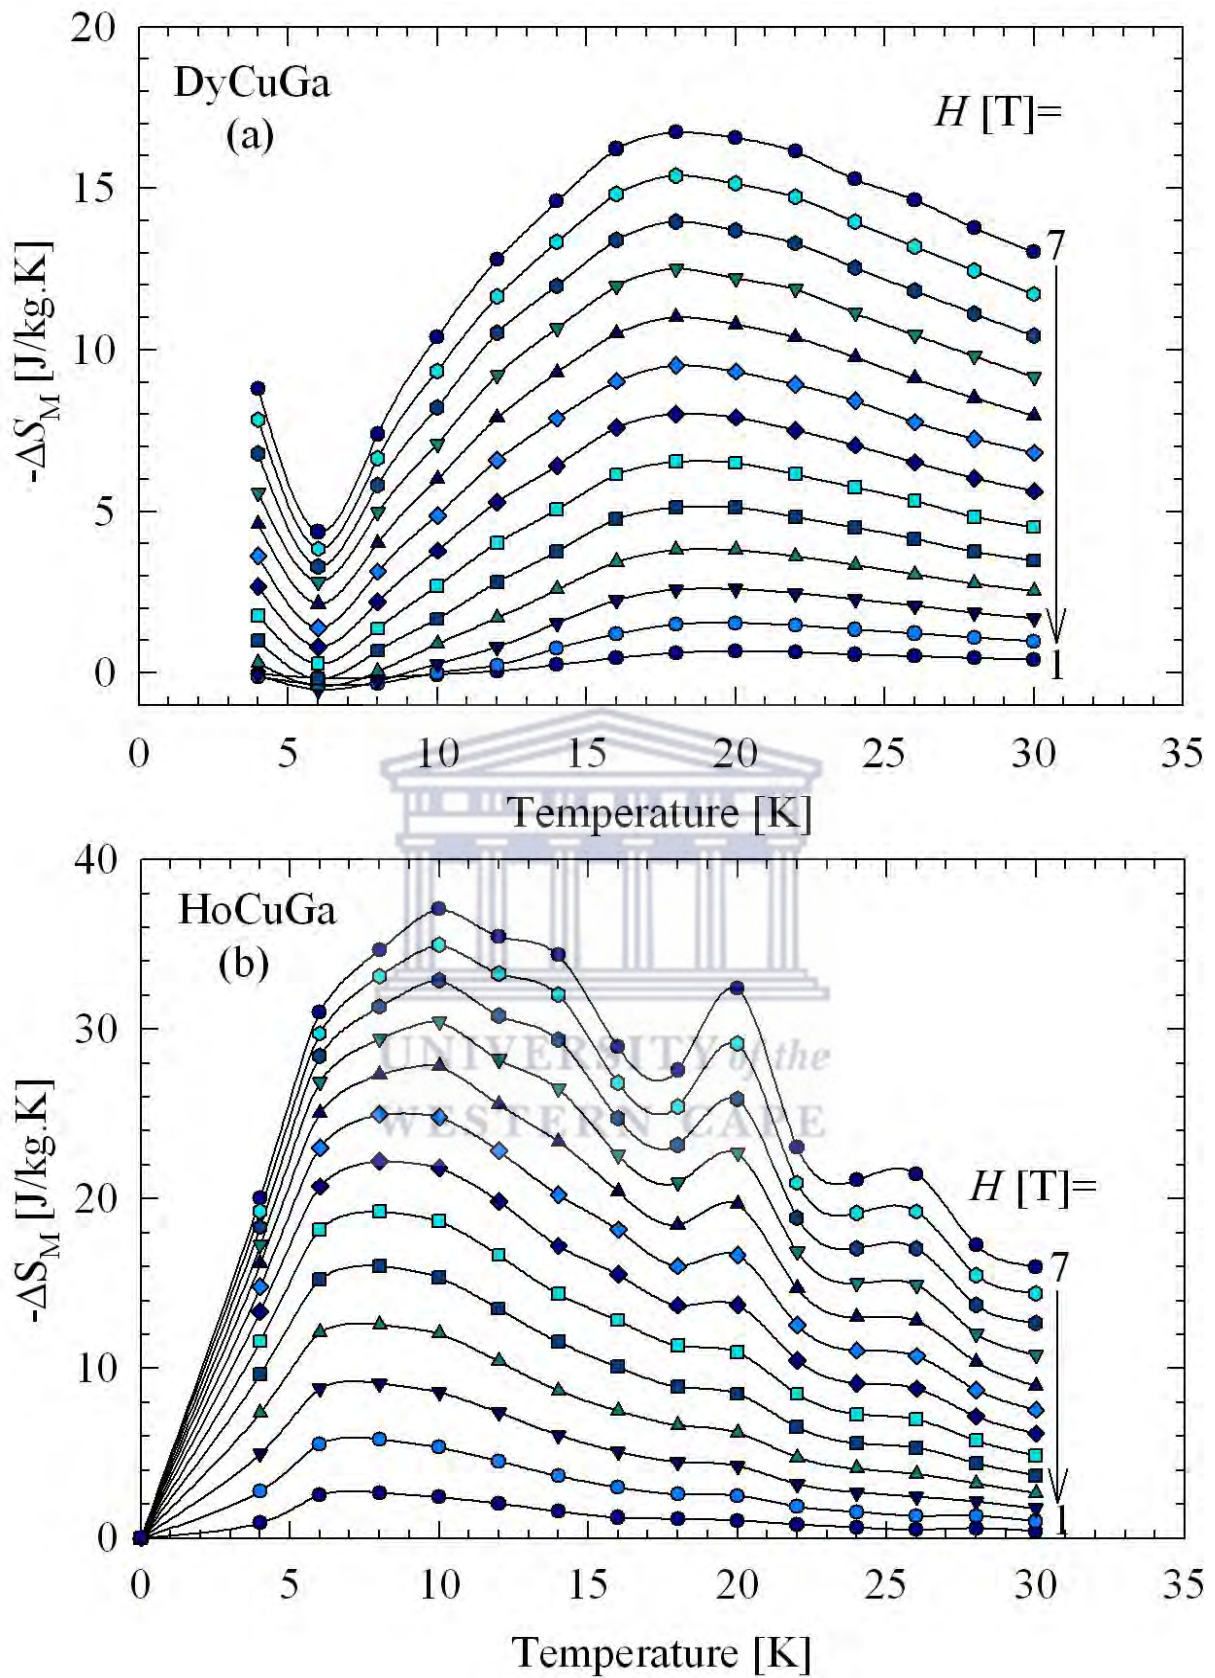 20
DyCuGa
(a)
H [T]=
15
7
10
-ΔS_M [J/kg.K]
5
0
1
0 5 10 15 20 25 30 35
Temperature [K]
40
HoCuGa
(b)
30
UNIVERSITY of the
WESTERN CAPE
-ΔS_M [J/kg.K]
20
H [T]=
7
10
1
0
0 5 10 15 20 25 30 35
Temperature [K]